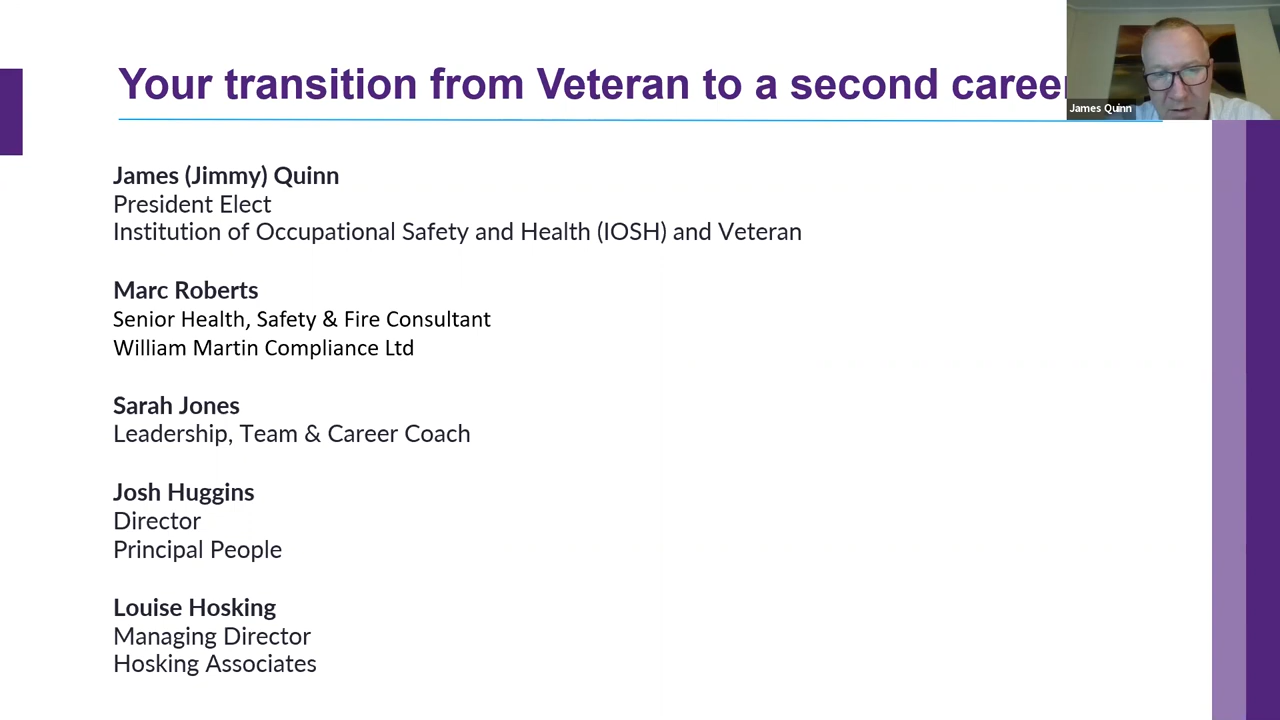 Your transition from Veteran to a second career
James Quinn
James (Jimmy) Quinn
President Elect
Institution of Occupational Safety and Health (IOSH) and Veteran
Marc Roberts
Senior Health, Safety & Fire Consultant
William Martin Compliance Ltd
Sarah Jones
Leadership, Team & Career Coach
Josh Huggins
Director
Principal People
Louise Hosking
Managing Director
Hosking Associates